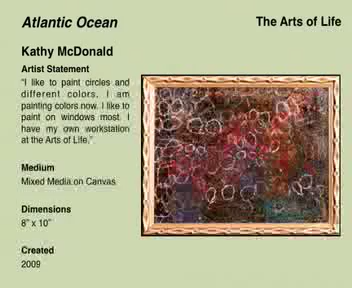 Atlantic Ocean
The Arts of Life
Kathy McDonald
Artist Statement
"I like to paint circles and
different colors. I am
painting colors now. I like to
paint on windows most. I
have my own workstation
at the Arts of Life."
Medium
Mixed Media on Canvas
Dimensions
8" x 10"
Created
2009